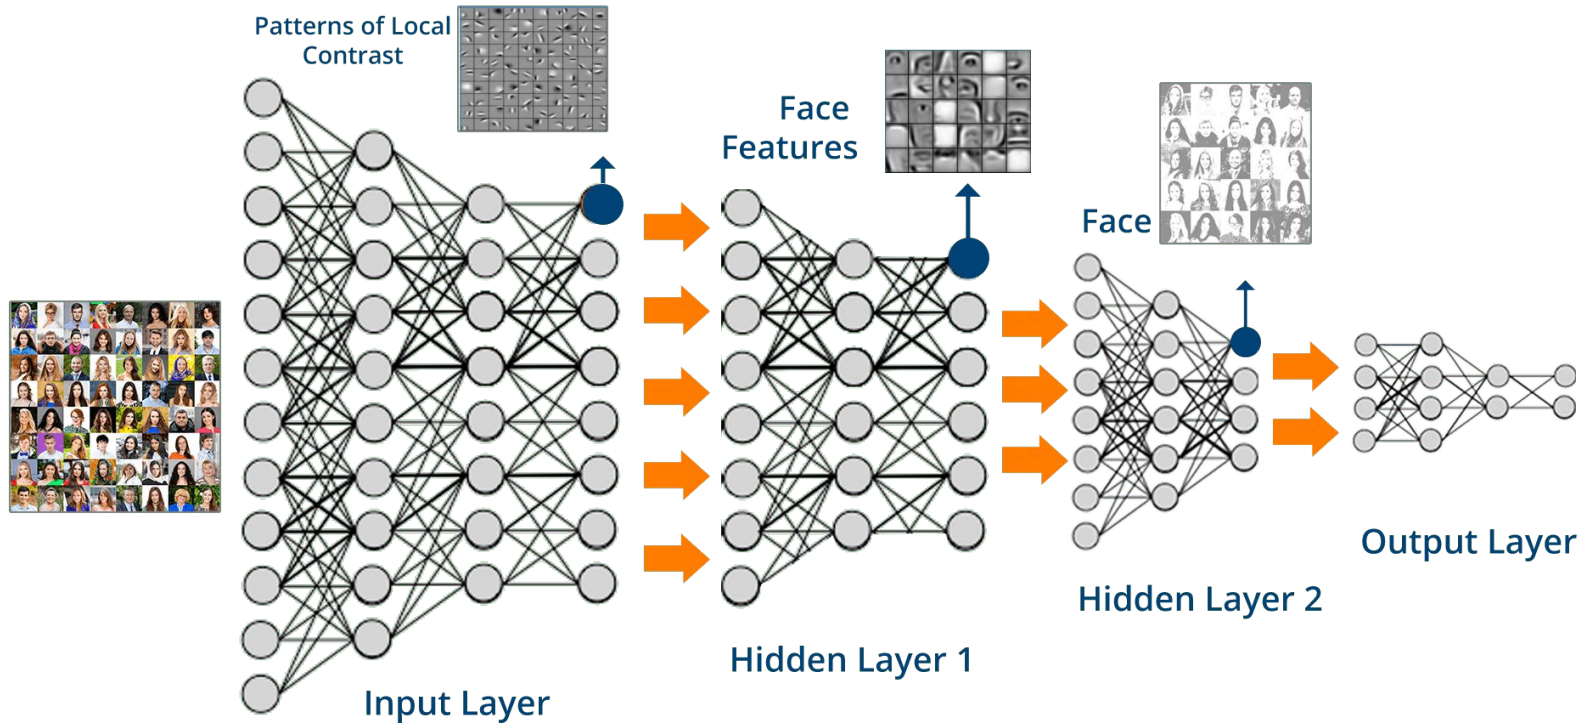 Patterns of Local
Contrast
Face
Features
Face
Input Layer
Hidden Layer 1
Hidden Layer 2
Output Layer